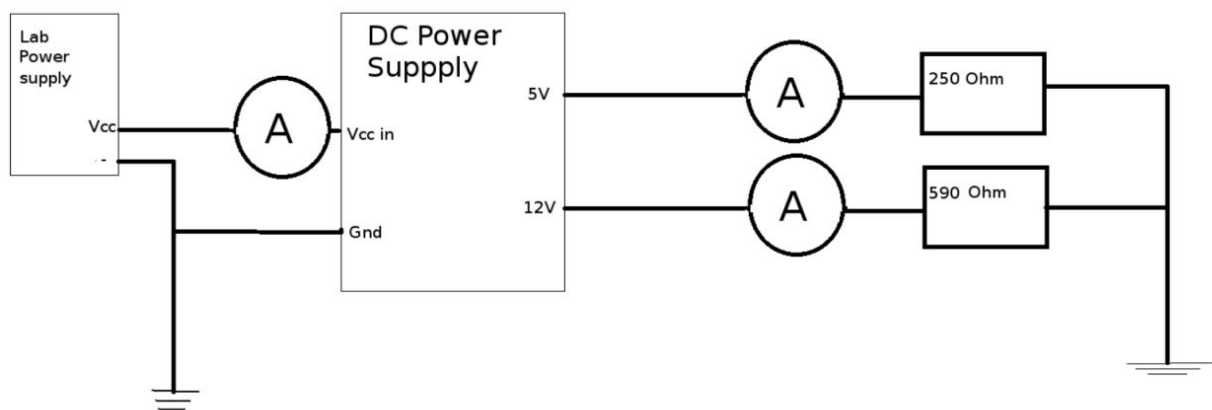 Lab
Power
supply
Vcc
- -
A
DC Power
Suppply
Vcc in
Gnd
5V
12V
A
250 Ohm
A
590 Ohm